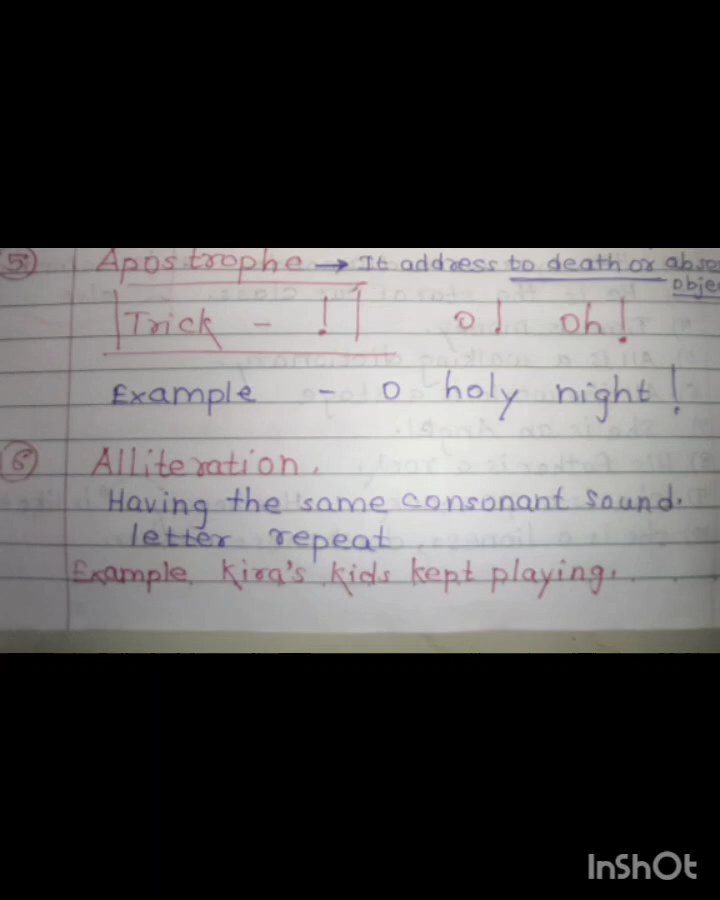 5 Apostrophe → It address to death or abse
obje
Trick - ! o! oh!
Example - O holy night!
6 Alliteration.
Having the same consonant sound.
letter repeat
Example. Kira's kids kept playing.
InShOt